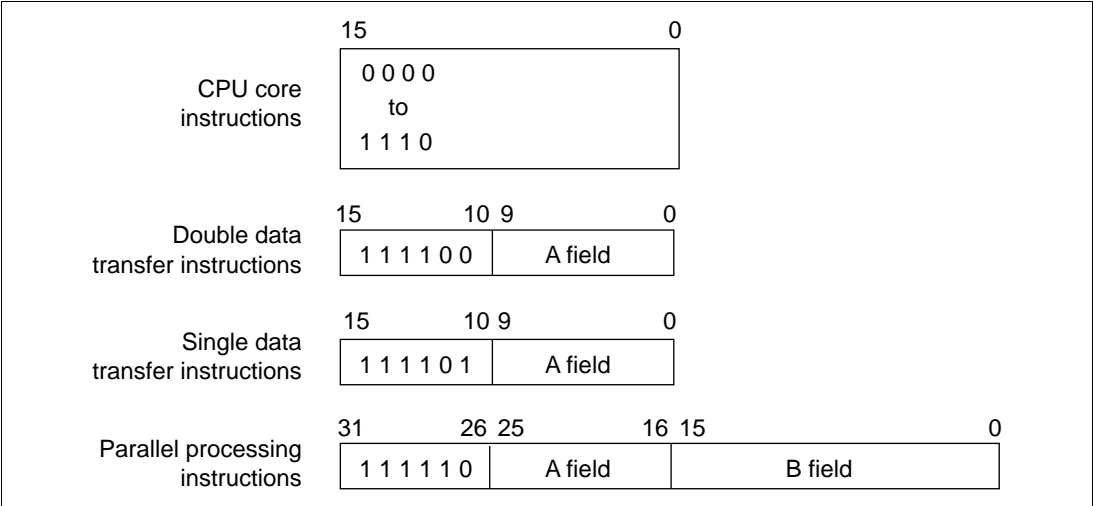 15 0
CPU core
instructions
0 0 0 0
to
1 1 1 0
15 10 9 0
Double data
transfer instructions
1 1 1 1 0 0 A field
15 10 9 0
Single data
transfer instructions
1 1 1 1 0 1 A field
31 26 25 16 15 0
Parallel processing
instructions
1 1 1 1 1 0 A field B field